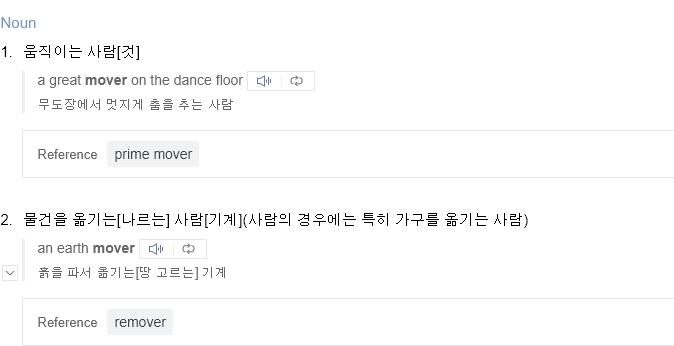 Noun
1. 움직이는 사람[것]
a great mover on the dance floor
무도장에서 멋지게 춤을 추는 사람
Reference prime mover
2. 물건을 옮기는[나르는] 사람[기계](사람의 경우에는 특히 가구를 옮기는 사람)
an earth mover
흙을 파서 옮기는[땅 고르는] 기계
Reference remover